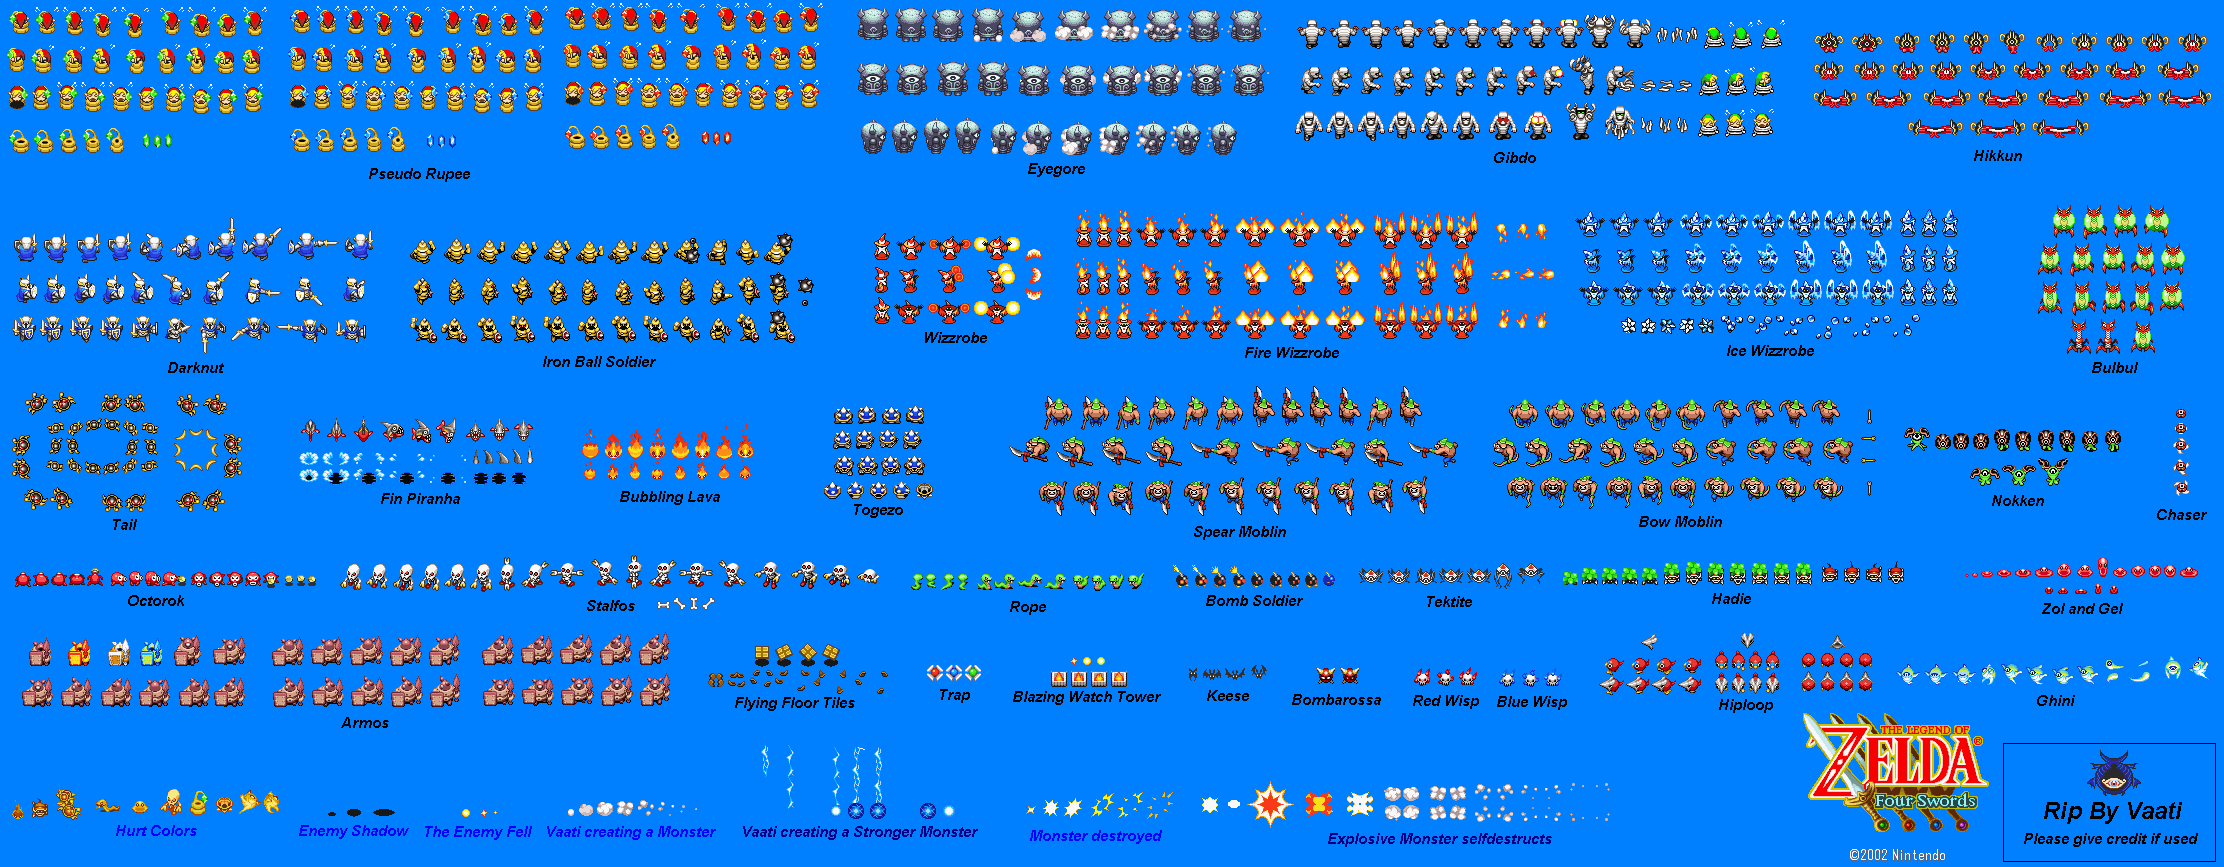 Pseudo Rupee
Eyegore
Gibdo
Hikkun
Darknut
Iron Ball Soldier
Wizzrobe
Fire Wizzrobe
Ice Wizzrobe
Bulbul
Tail
Fin Piranha
Bubbling Lava
Togezo
Spear Moblin
Bow Moblin
Nokken
Chaser
Octorok
Stalfos
Rope
Bomb Soldier
Tektite
Hadie
Zol and Gel
Armos
Flying Floor Tiles
Trap
Blazing Watch Tower
Keese
Bombarossa
Red Wisp
Blue Wisp
Hiploop
Ghini
Hurt Colors
Enemy Shadow
The Enemy Fell
Vaati creating a Monster
Vaati creating a Stronger Monster
Monster destroyed
Explosive Monster selfdestructs
THE LEGEND OF
ZELDA®
Four Swords
©2002 Nintendo
Rip By Vaati
Please give credit if used